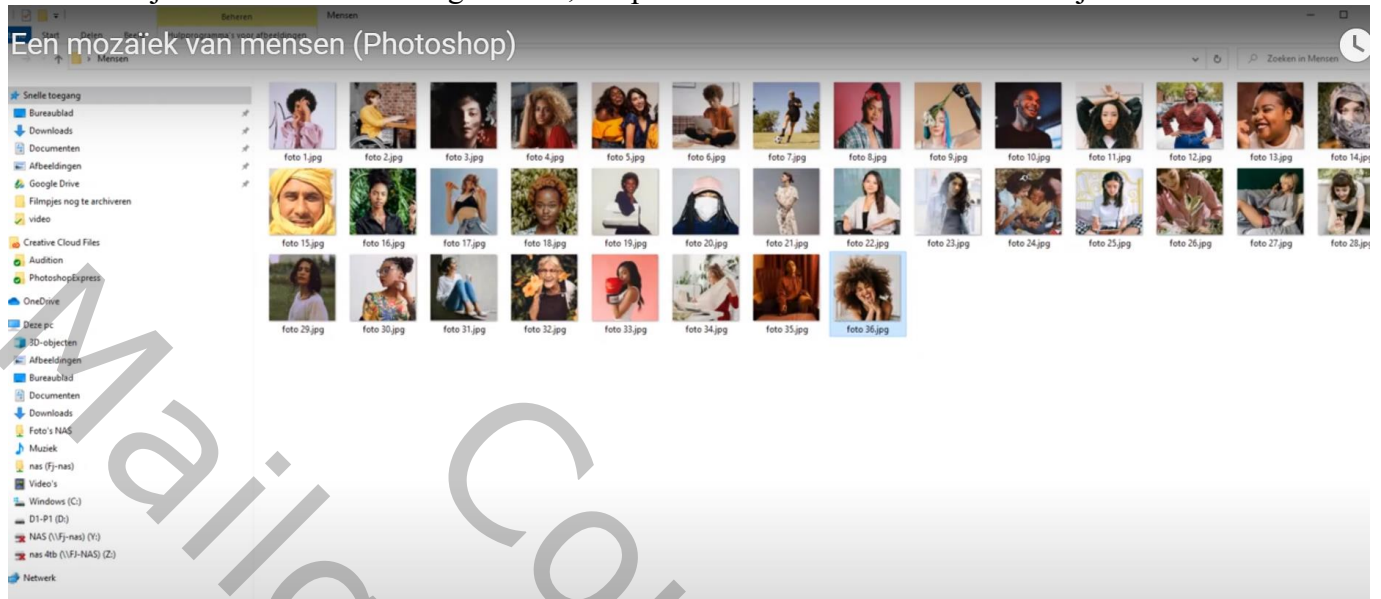 Beheren Mensen
Start Delen Beeld Hulpprogramma's voor afbeeldingen
Een mozaïek van mensen (Photoshop)
Mensen
Zoeken in Mensen
Snelle toegang
Bureaublad
Downloads
Documenten
Afbeeldingen
Google Drive
Filmpjes nog te archiveren
video
Creative Cloud Files
Audition
PhotoshopExpress
OneDrive
Deze pc
3D-objecten
Afbeeldingen
Bureaublad
Documenten
Downloads
Foto's NAS
Muziek
nas (Fj-nas)
Video's
Windows (C:)
D1-P1 (D:)
NAS (\\Fj-nas) (Y:)
nas 4tb (\\FJ-NAS) (Z:)
Netwerk
foto 1.jpg foto 2.jpg foto 3.jpg foto 4.jpg foto 5.jpg foto 6.jpg foto 7.jpg foto 8.jpg foto 9.jpg foto 10.jpg foto 11.jpg foto 12.jpg foto 13.jpg foto 14.jpg
foto 15.jpg foto 16.jpg foto 17.jpg foto 18.jpg foto 19.jpg foto 20.jpg foto 21.jpg foto 22.jpg foto 23.jpg foto 24.jpg foto 25.jpg foto 26.jpg foto 27.jpg foto 28.jpg
foto 29.jpg foto 30.jpg foto 31.jpg foto 32.jpg foto 33.jpg foto 34.jpg foto 35.jpg foto 36.jpg